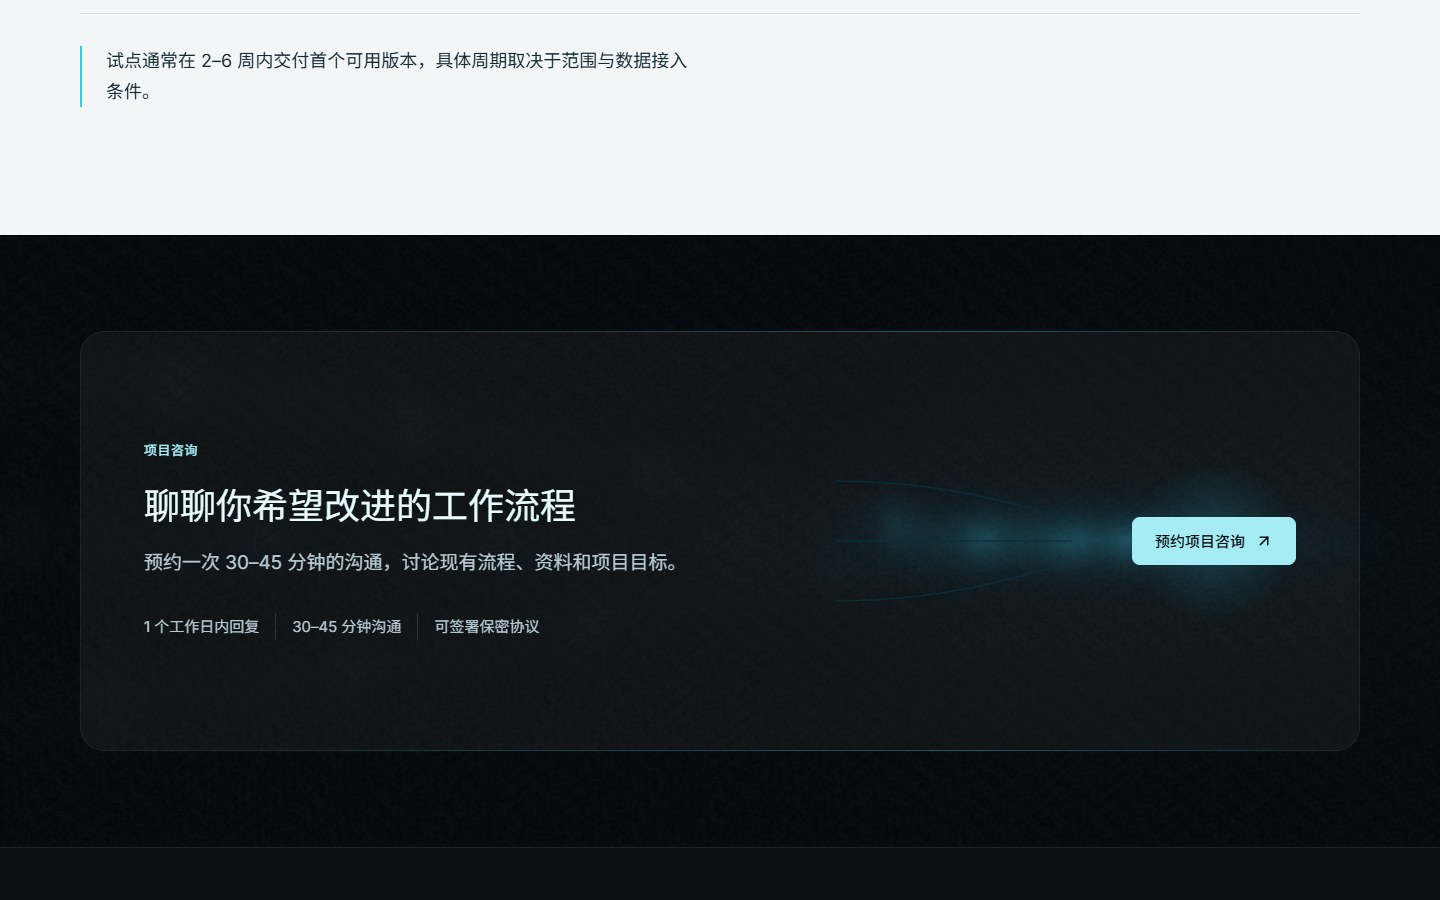 试点通常在 2–6 周内交付首个可用版本，具体周期取决于范围与数据接入
条件。
项目咨询
聊聊你希望改进的工作流程
预约一次 30–45 分钟的沟通，讨论现有流程、资料和项目目标。
1 个工作日内回复
30–45 分钟沟通
可签署保密协议
预约项目咨询